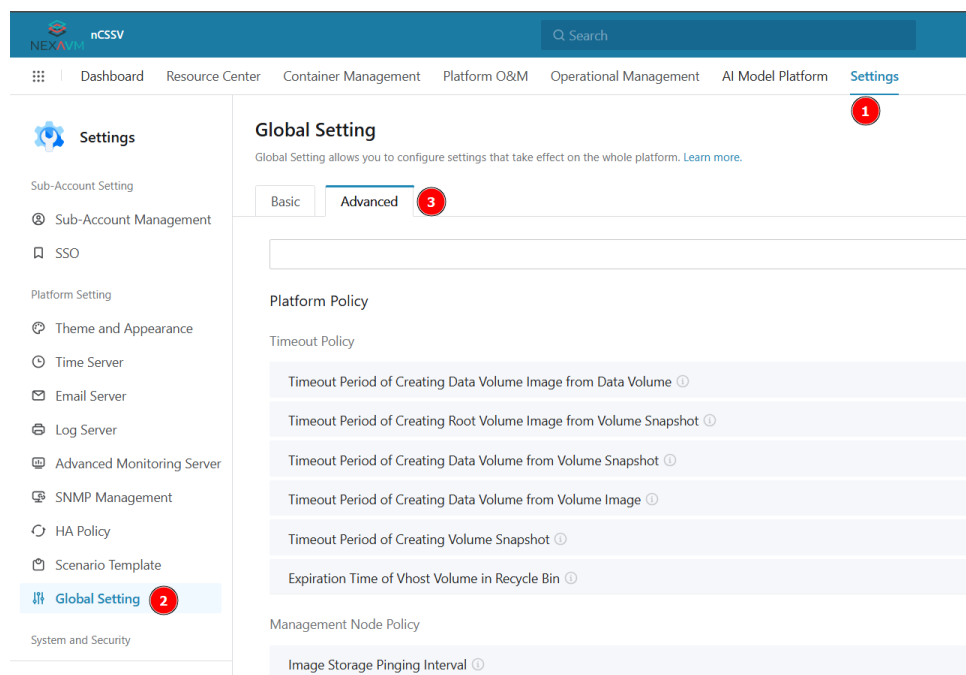 NEXAVM nCSSV
Search
Dashboard Resource Center Container Management Platform O&M Operational Management AI Model Platform Settings
1
Settings
Global Setting
Global Setting allows you to configure settings that take effect on the whole platform. Learn more.
Sub-Account Setting
Sub-Account Management
SSO
Platform Setting
Theme and Appearance
Time Server
Email Server
Log Server
Advanced Monitoring Server
SNMP Management
HA Policy
Scenario Template
Global Setting 2
System and Security
Basic Advanced 3
Platform Policy
Timeout Policy
Timeout Period of Creating Data Volume Image from Data Volume
Timeout Period of Creating Root Volume Image from Volume Snapshot
Timeout Period of Creating Data Volume from Volume Snapshot
Timeout Period of Creating Data Volume from Volume Image
Timeout Period of Creating Volume Snapshot
Expiration Time of Vhost Volume in Recycle Bin
Management Node Policy
Image Storage Pinging Interval